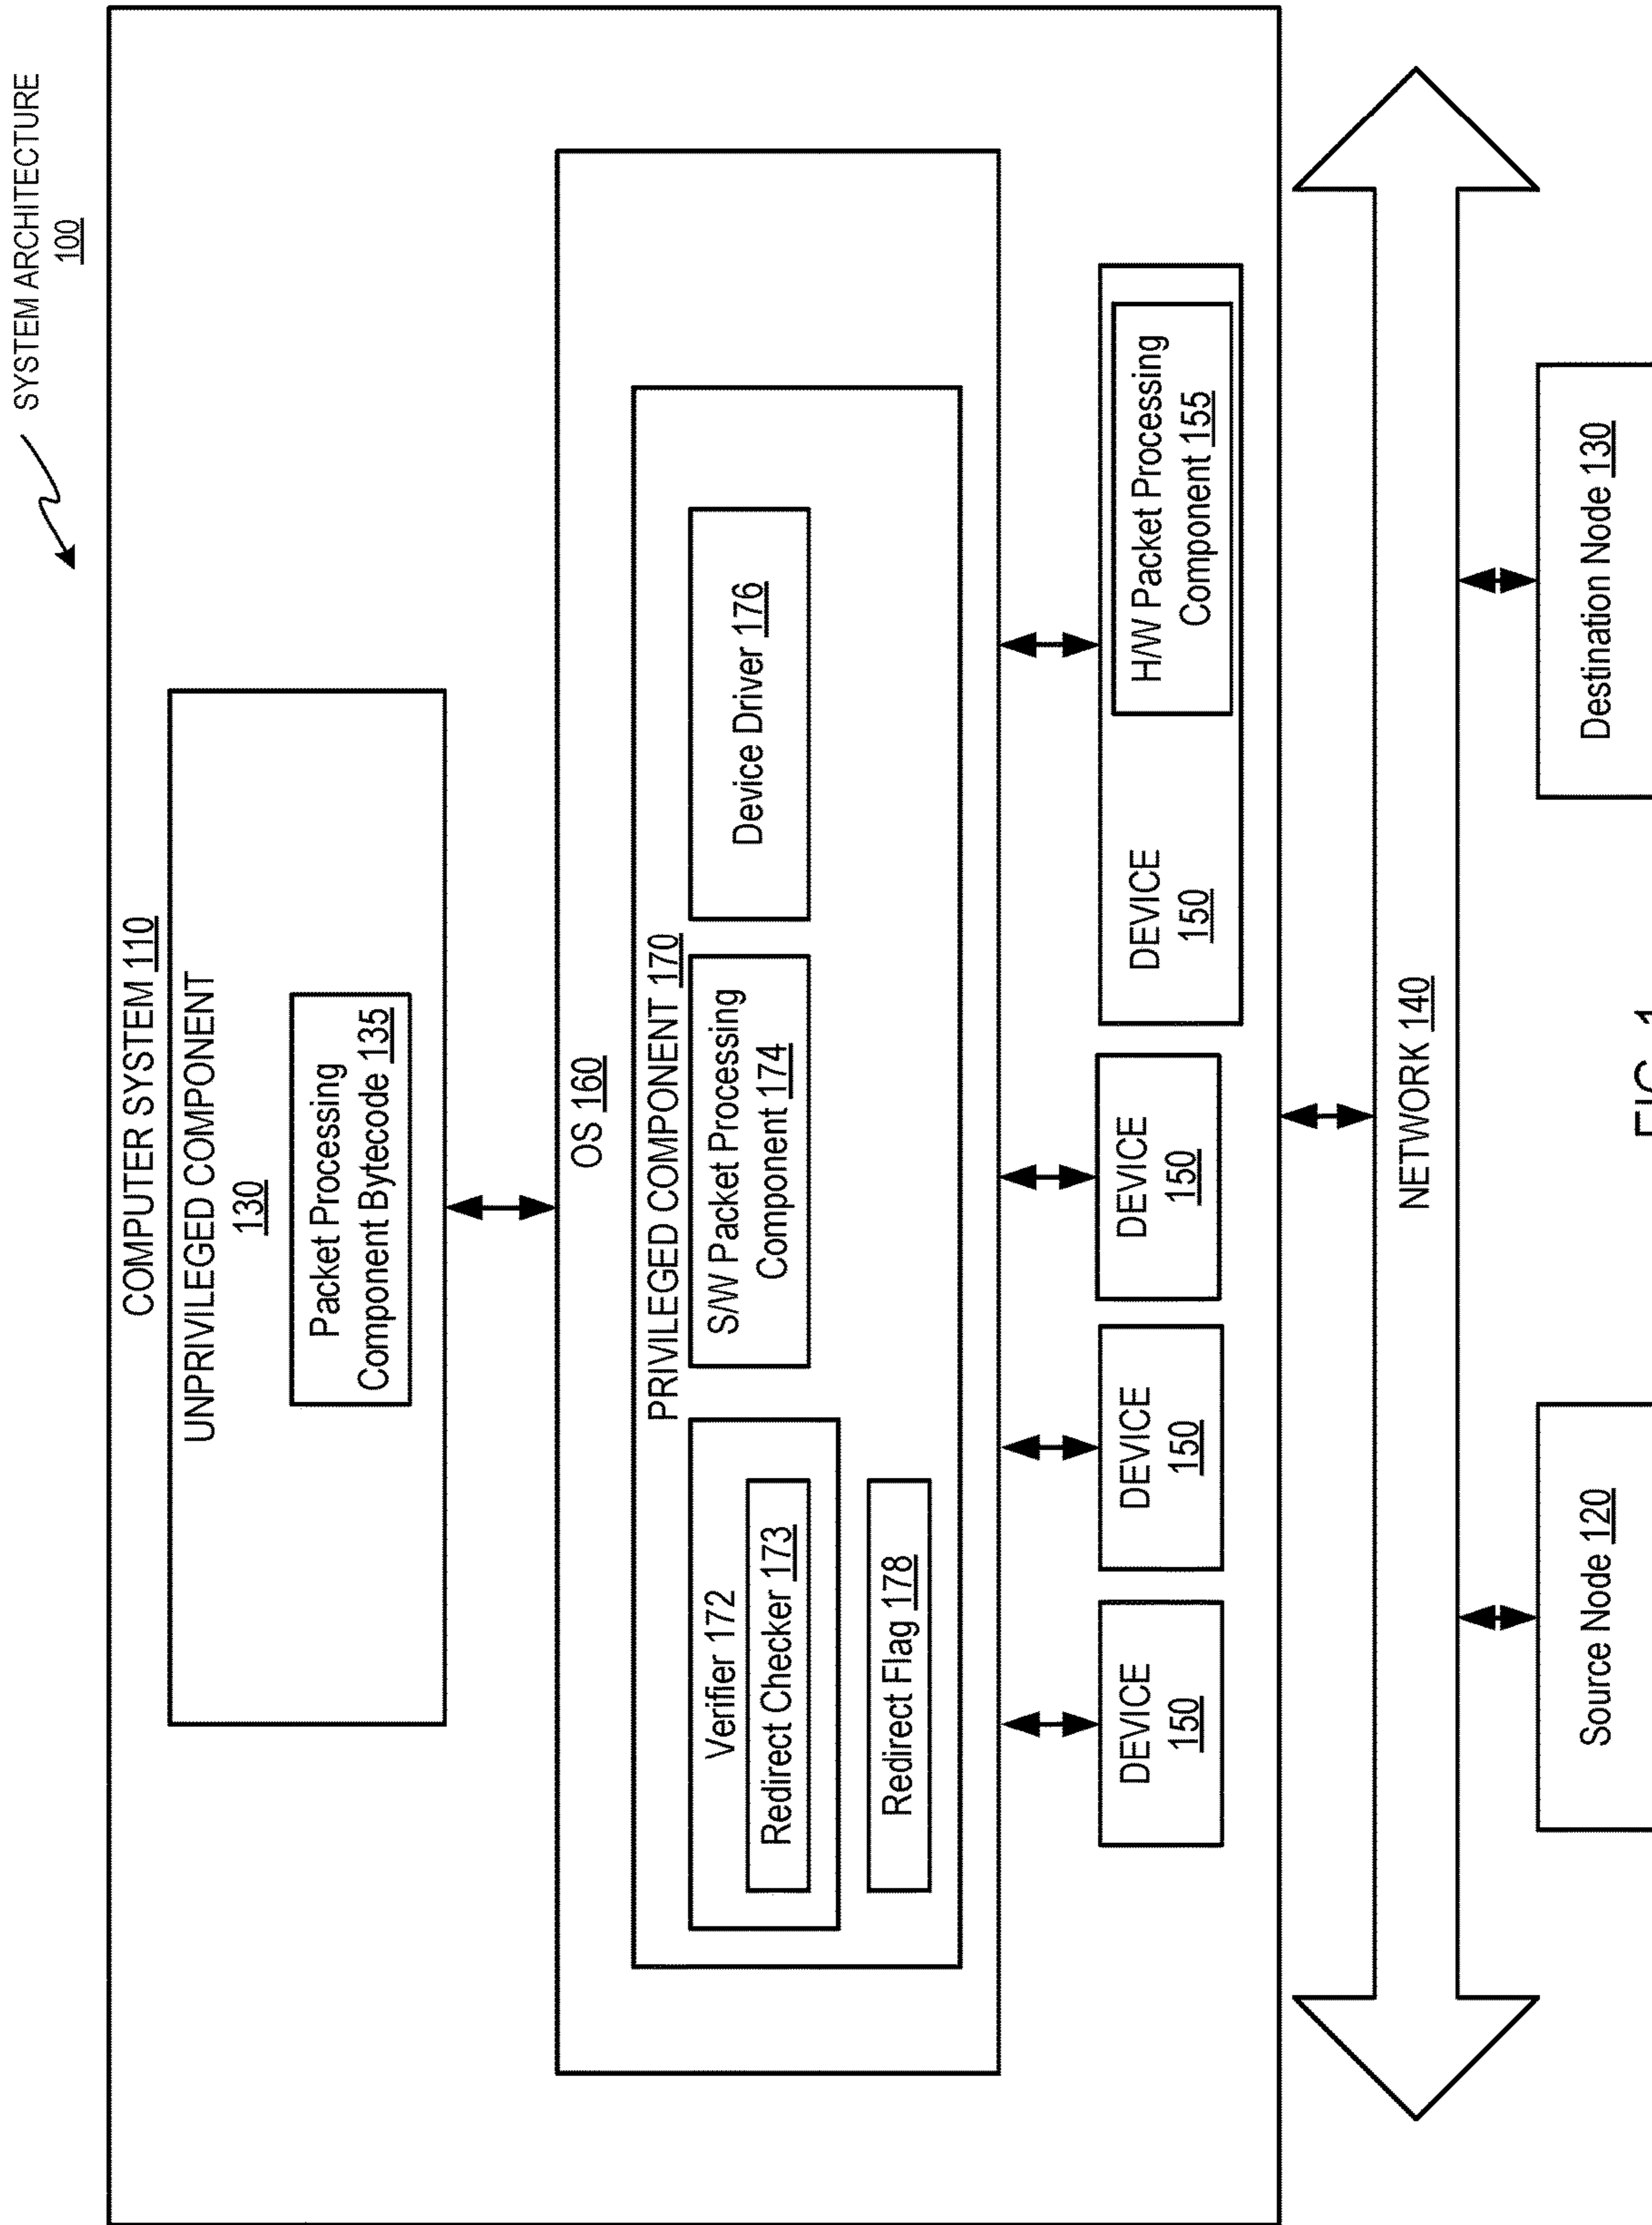 SYSTEM ARCHITECTURE
100
COMPUTER SYSTEM 110
UNPRIVILEGED COMPONENT
130
Packet Processing
Component Bytecode 135
OS 160
PRIVILEGED COMPONENT 170
Verifier 172
Redirect Checker 173
Redirect Flag 178
S/W Packet Processing
Component 174
Device Driver 176
DEVICE
150
DEVICE
150
DEVICE
150
DEVICE
150
H/W Packet Processing
Component 155
NETWORK 140
Source Node 120
Destination Node 130
FIG. 1